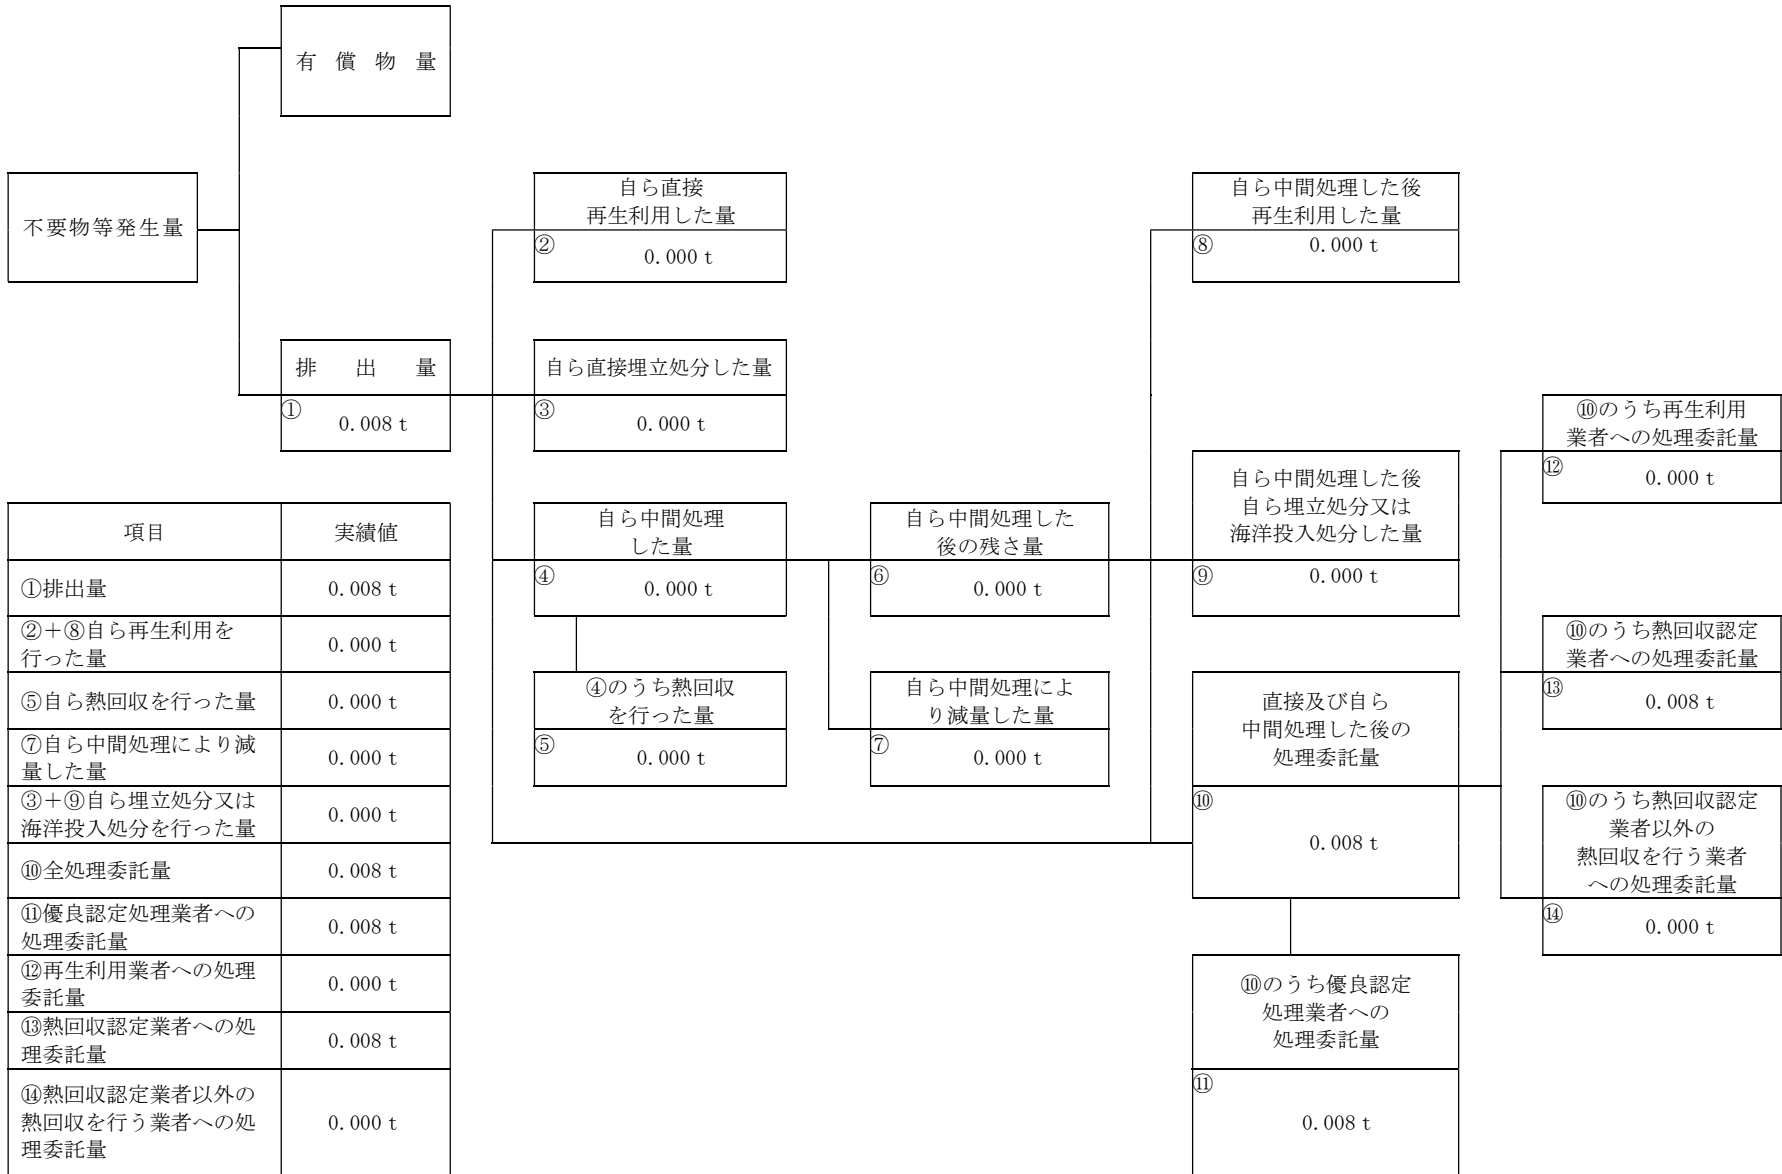 有償物量
不要物等発生量
自ら直接
再生利用した量
② 0.000 t
自ら中間処理した後
再生利用した量
⑧ 0.000 t
排出量
① 0.008 t
自ら直接埋立処分した量
③ 0.000 t
自ら中間処理
した量
④ 0.000 t
自ら中間処理した
後の残さ量
⑥ 0.000 t
自ら中間処理した後
自ら埋立処分又は
海洋投入処分した量
⑨ 0.000 t
⑩のうち再生利用
業者への処理委託量
⑫ 0.000 t
④のうち熱回収
を行った量
⑤ 0.000 t
自ら中間処理によ
り減量した量
⑦ 0.000 t
直接及び自ら
中間処理した後の
処理委託量
⑩ 0.008 t
⑩のうち熱回収認定
業者への処理委託量
⑬ 0.008 t
⑩のうち熱回収認定
業者以外の
熱回収を行う業者
への処理委託量
⑭ 0.000 t
⑩のうち優良認定
処理業者への
処理委託量
⑪ 0.008 t
項目 実績値
①排出量 0.008 t
②+⑧自ら再生利用を
行った量 0.000 t
⑤自ら熱回収を行った量 0.000 t
⑦自ら中間処理により減
量した量 0.000 t
③+⑨自ら埋立処分又は
海洋投入処分を行った量 0.000 t
⑩全処理委託量 0.008 t
⑪優良認定処理業者への
処理委託量 0.008 t
⑫再生利用業者への処理
委託量 0.000 t
⑬熱回収認定業者への処
理委託量 0.008 t
⑭熱回収認定業者以外の
熱回収を行う業者への処
理委託量 0.000 t